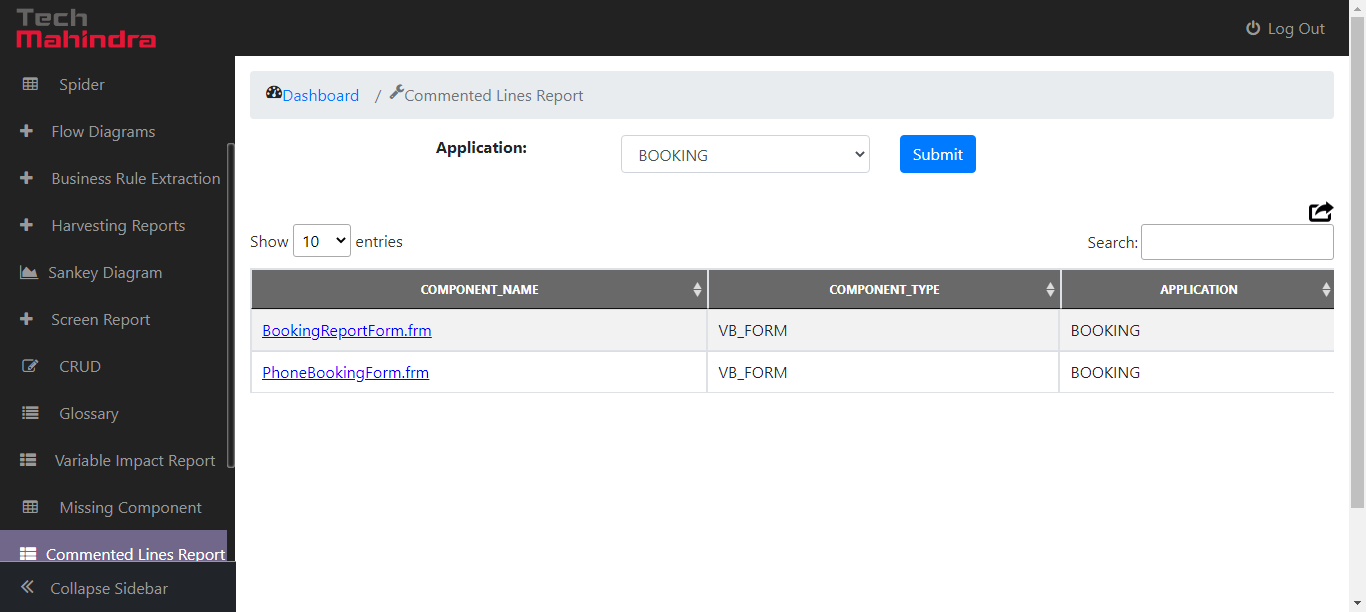 Tech
Mahindra
Log Out
Spider
Flow Diagrams
Business Rule Extraction
Harvesting Reports
Sankey Diagram
Screen Report
CRUD
Glossary
Variable Impact Report
Missing Component
Commented Lines Report
Collapse Sidebar
Dashboard / Commented Lines Report
Application: BOOKING Submit
Show 10 entries Search:
COMPONENT_NAME COMPONENT_TYPE APPLICATION
BookingReportForm.frm VB_FORM BOOKING
PhoneBookingForm.frm VB_FORM BOOKING